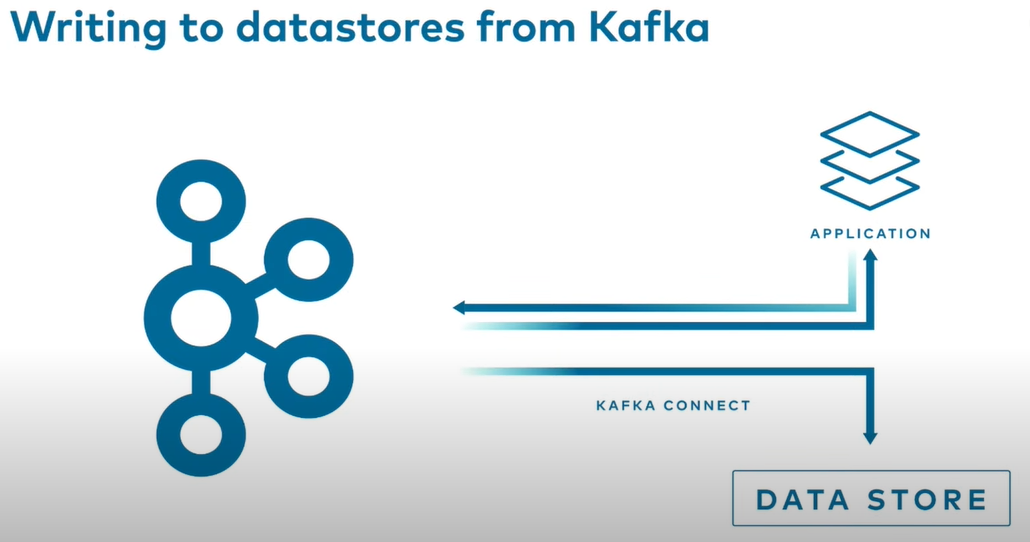 Writing to datastores from Kafka
APPLICATION
KAFKA CONNECT
DATA STORE